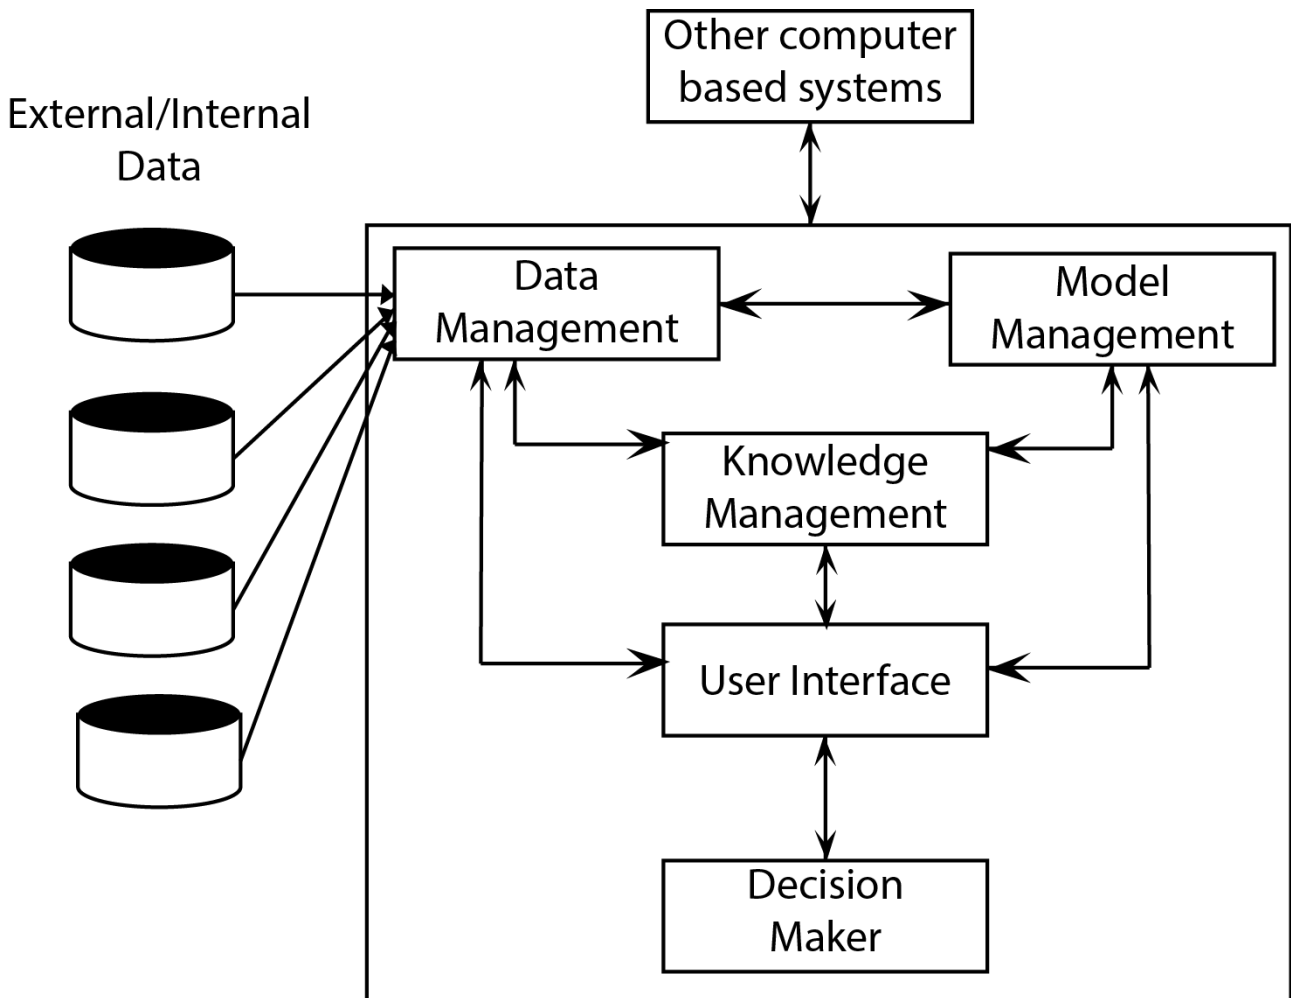 Other computer
based systems
External/Internal
Data
Data
Management
Model
Management
Knowledge
Management
User Interface
Decision
Maker